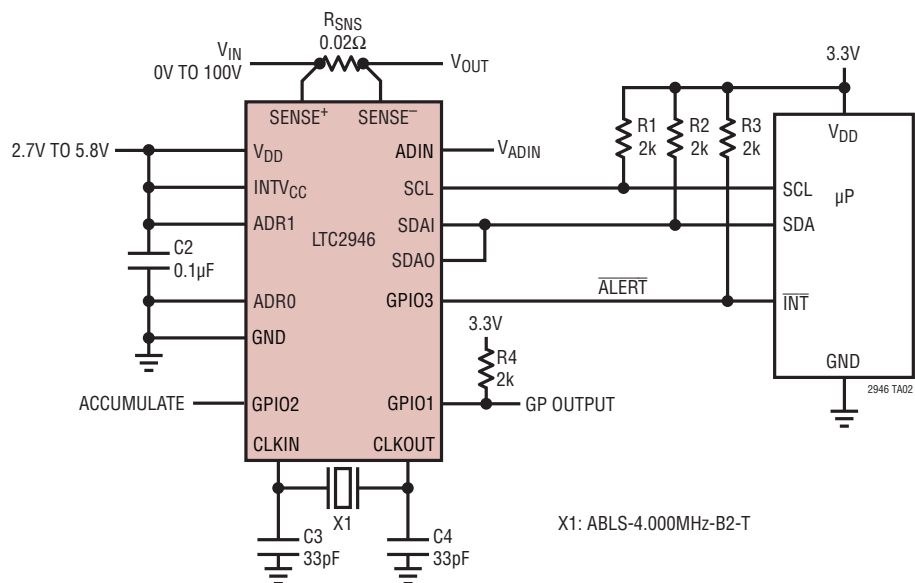 RSNS
0.02Ω
VIN
0V TO 100V
VOUT
3.3V
SENSE+ SENSE–
2.7V TO 5.8V
VDD
ADIN
VADIN
R1
2k
R2
2k
R3
2k
VDD
INTVCC
SCL
SCL
µP
ADR1
LTC2946
SDAI
SDA
C2
0.1µF
SDAO
ADR0
GPIO3
ALERT
INT
GND
3.3V
R4
2k
GND
2946 TA02
ACCUMULATE
GPIO2
GPIO1
GP OUTPUT
CLKIN
CLKOUT
X1
X1: ABLS-4.000MHz-B2-T
C3
33pF
C4
33pF